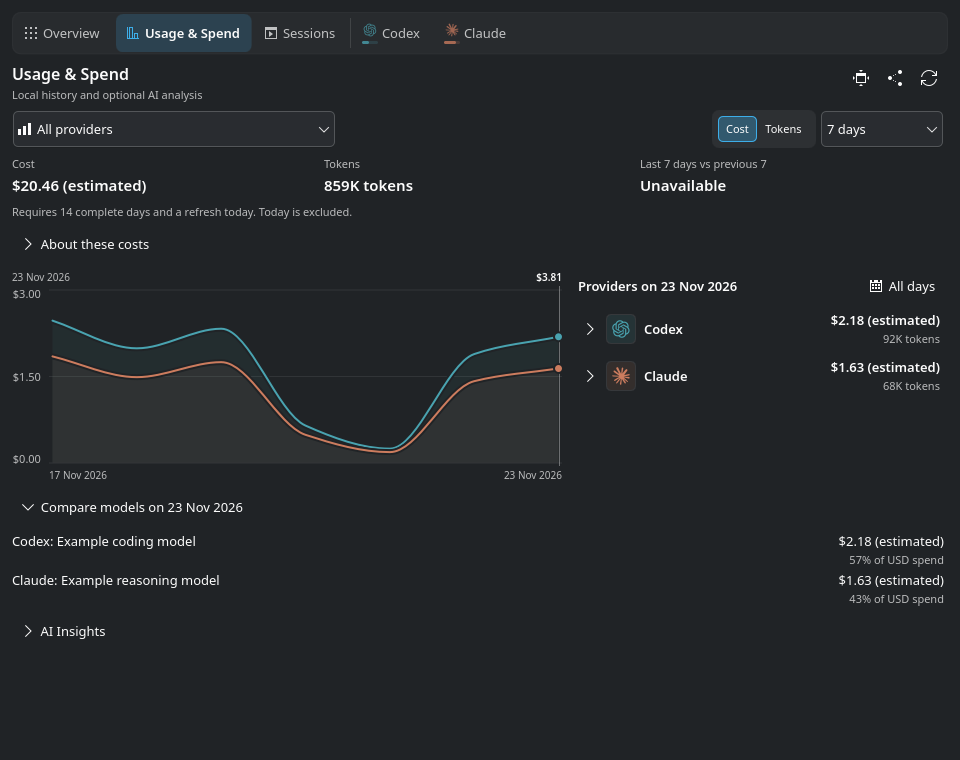 Overview
Usage & Spend
Sessions
Codex
Claude
Usage & Spend
Local history and optional AI analysis
All providers
Cost
Tokens
7 days
Cost
Tokens
Last 7 days vs previous 7
$20.46 (estimated)
859K tokens
Unavailable
Requires 14 complete days and a refresh today. Today is excluded.
About these costs
23 Nov 2026
$3.81
$3.00
$1.50
$0.00
17 Nov 2026
23 Nov 2026
Providers on 23 Nov 2026
All days
Codex
$2.18 (estimated)
92K tokens
Claude
$1.63 (estimated)
68K tokens
Compare models on 23 Nov 2026
Codex: Example coding model
$2.18 (estimated)
57% of USD spend
Claude: Example reasoning model
$1.63 (estimated)
43% of USD spend
AI Insights